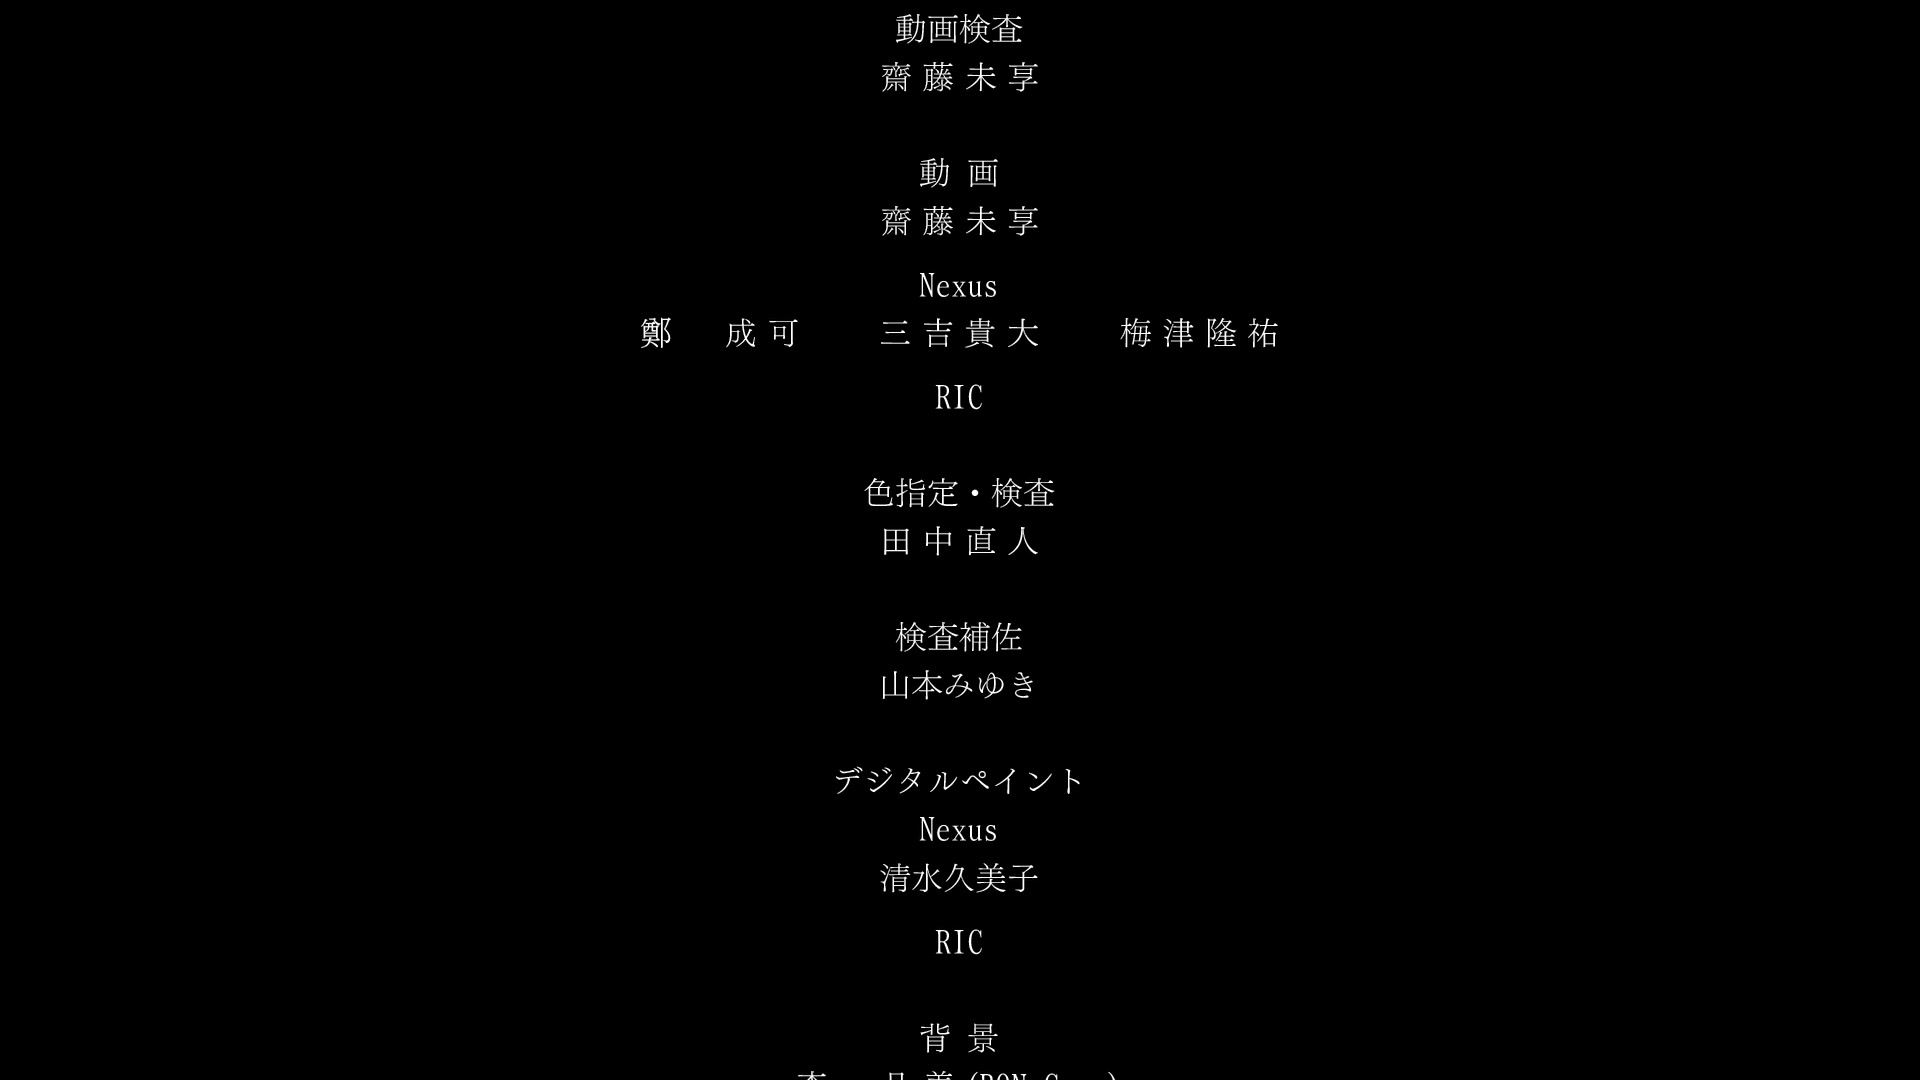 動画検査
齋藤未享
動 画
齋藤未享
Nexus
鄭 成可 三吉貴大 梅津隆祐
RIC
色指定・検査
田中直人
検査補佐
山本みゆき
デジタルペイント
Nexus
清水久美子
RIC
背 景